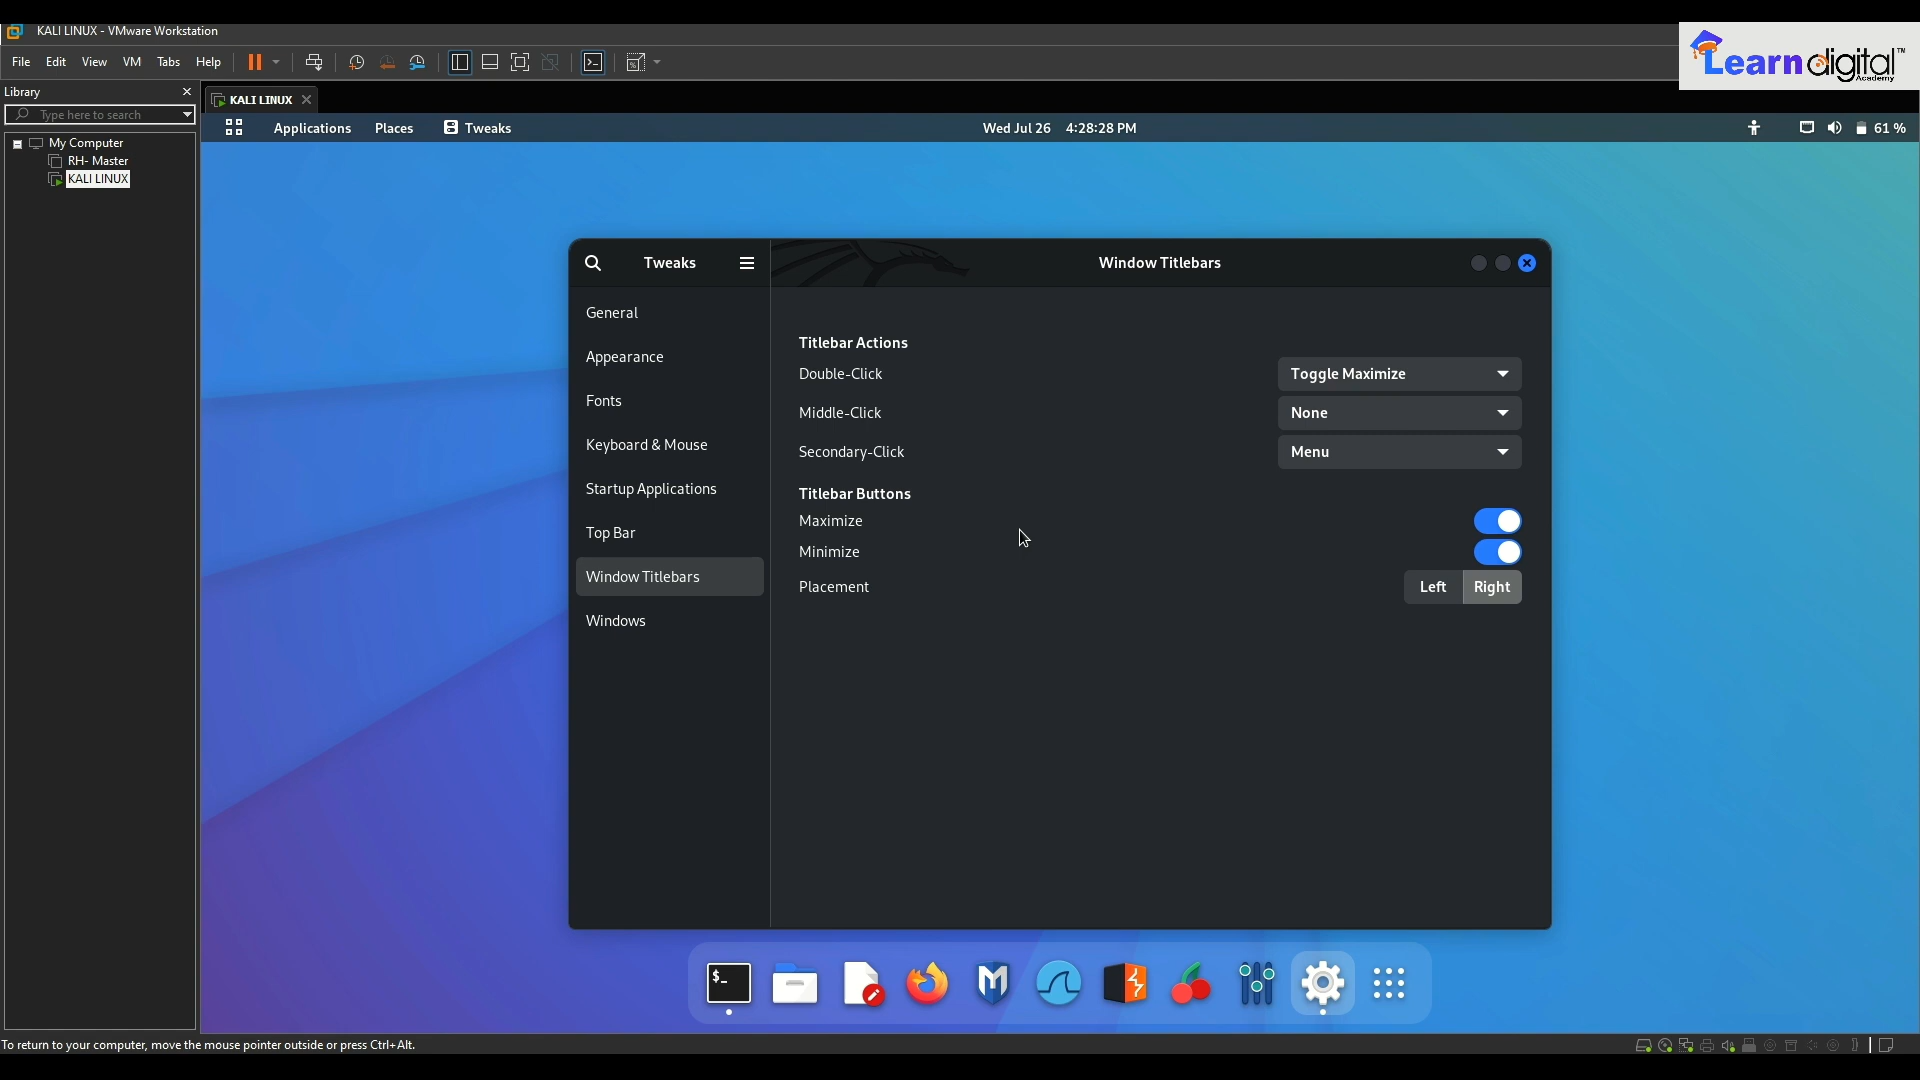 KALI LINUX - VMware Workstation
File Edit View VM Tabs Help
Learn digital™
Academy
Library
Type here to search
KALI LINUX
My Computer
RH- Master
KALI LINUX
Applications Places Tweaks
Wed Jul 26 4:28:28 PM
61 %
Tweaks
Window Titlebars
General
Appearance
Fonts
Keyboard & Mouse
Startup Applications
Top Bar
Window Titlebars
Windows
Titlebar Actions
Double-Click Toggle Maximize
Middle-Click None
Secondary-Click Menu
Titlebar Buttons
Maximize
Minimize
Placement Left Right
$_
To return to your computer, move the mouse pointer outside or press Ctrl+Alt.